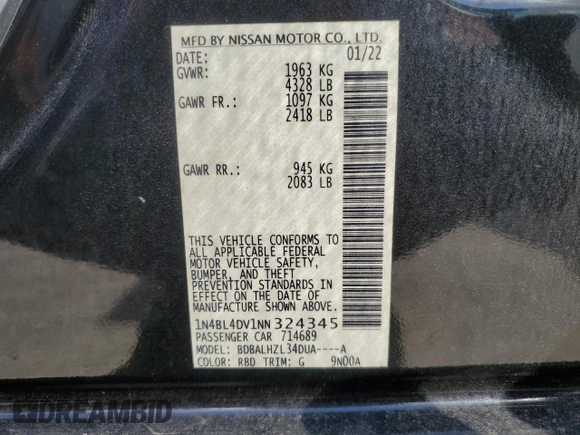 MFD BY NISSAN MOTOR CO., LTD.
DATE: 01/22
GVWR: 1963 KG
4328 LB
GAWR FR.: 1097 KG
2418 LB
GAWR RR.: 945 KG
2083 LB
THIS VEHICLE CONFORMS TO
ALL APPLICABLE FEDERAL
MOTOR VEHICLE SAFETY,
BUMPER, AND THEFT
PREVENTION STANDARDS IN
EFFECT ON THE DATE OF
MANUFACTURE SHOWN ABOVE.
1N4BL4DV1NN324345
PASSENGER CAR 714689
MODEL: BDBALHZL34DUA----A
COLOR: RBD TRIM: G 9N00A
DREAMBID